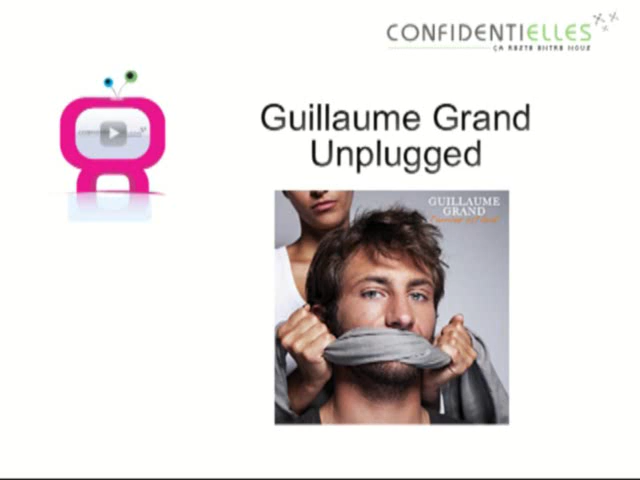 CONFIDENTIELLES
ÇA RESTE ENTRE NOUS
Guillaume Grand
Unplugged
GUILLAUME
GRAND